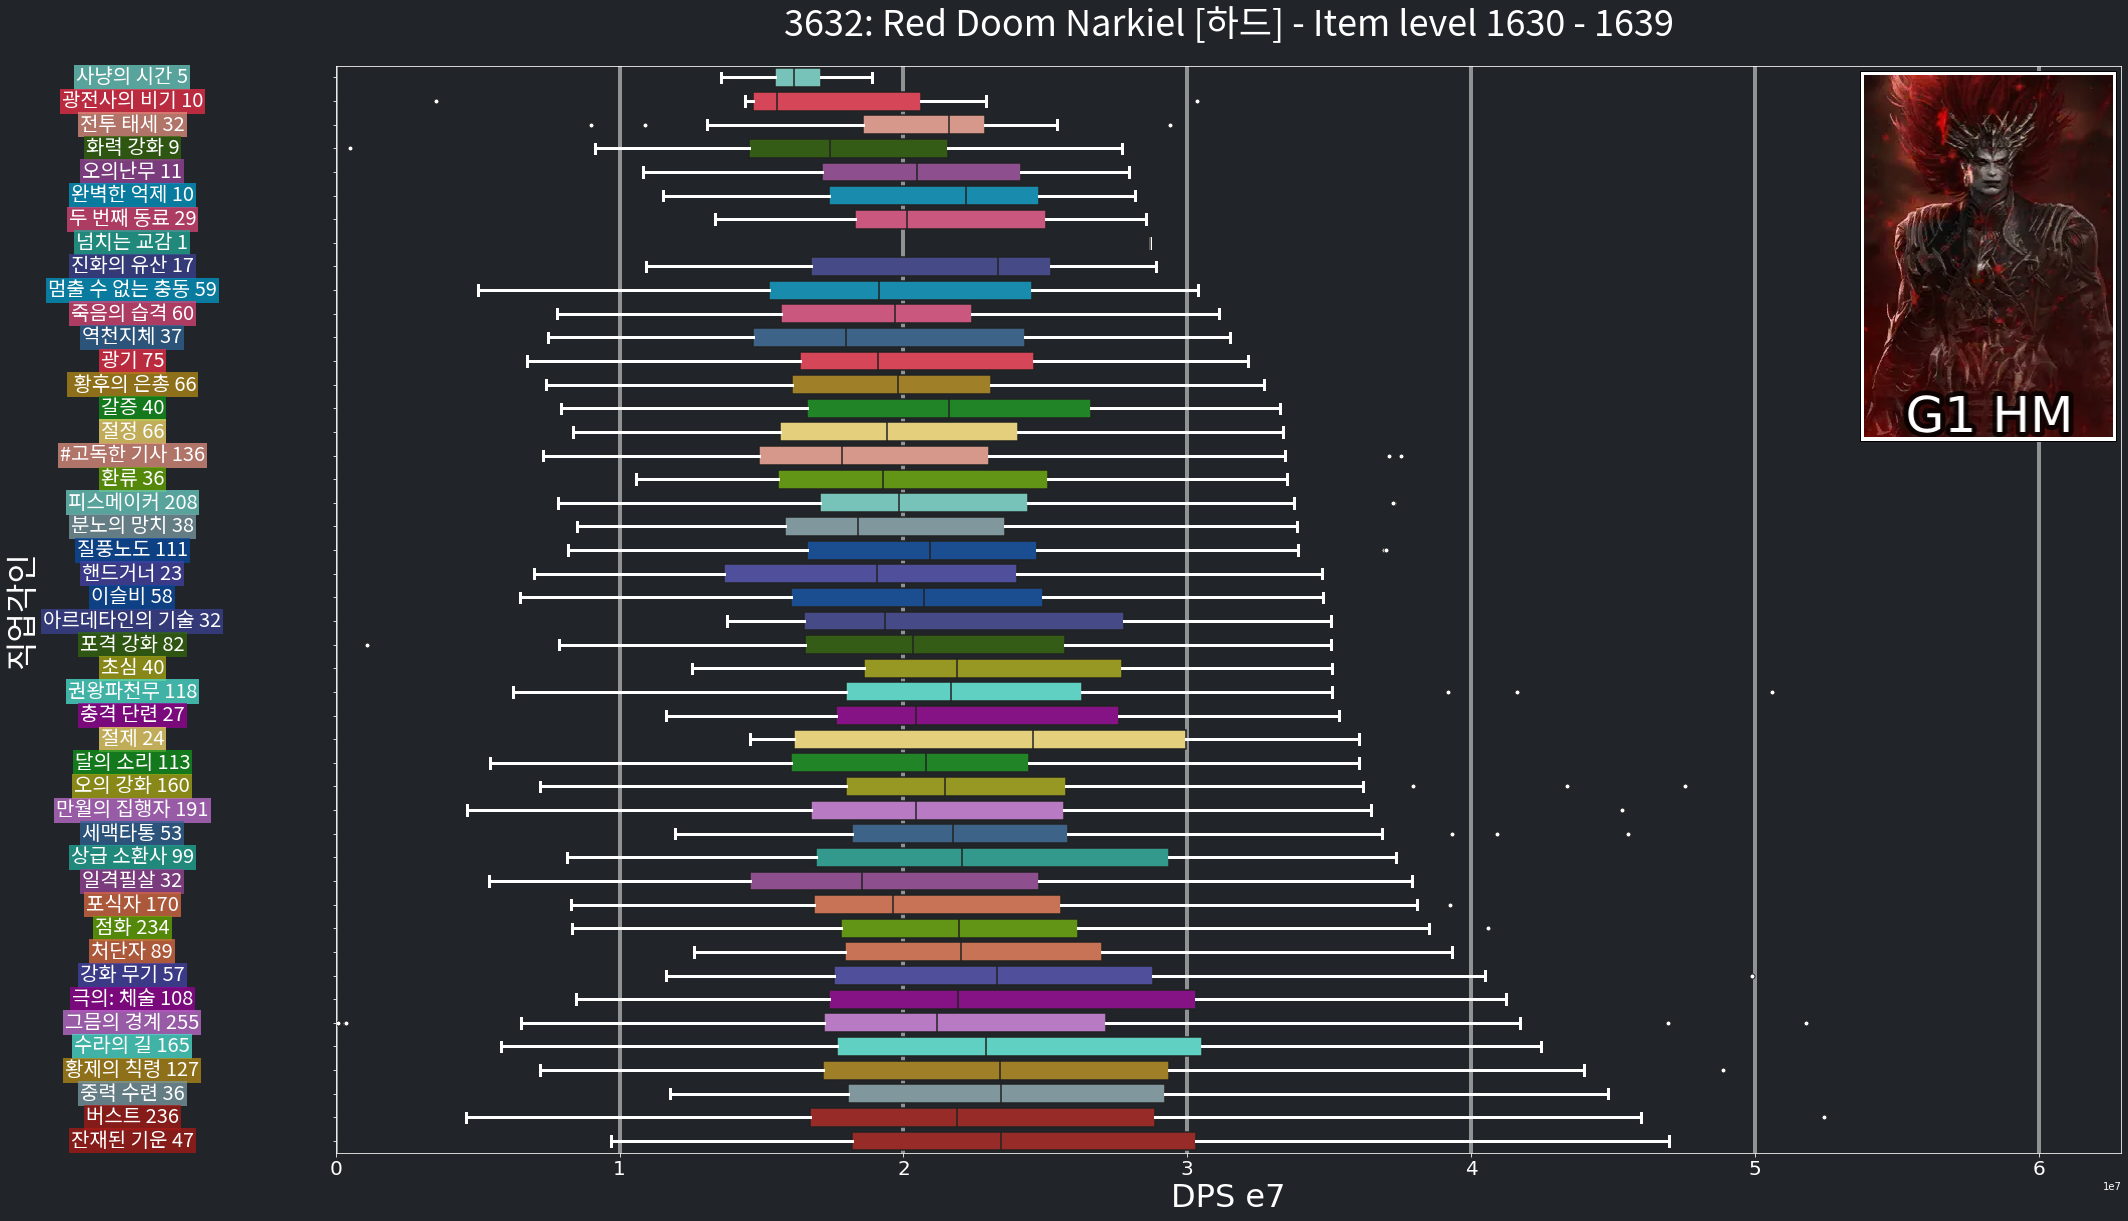 3632: Red Doom Narkiel [하드] - Item level 1630 - 1639
사냥의 시간 5
광전사의 비기 10
전투 태세 32
화력 강화 9
오의난무 11
완벽한 억제 10
두 번째 동료 29
넘치는 교감 1
진화의 유산 17
멈출 수 없는 충동 59
죽음의 습격 60
역천지체 37
광기 75
황후의 은총 66
갈증 40
절정 66
#고독한 기사 136
환류 36
피스메이커 208
분노의 망치 38
질풍노도 111
핸드거너 23
이슬비 58
아르데타인의 기술 32
포격 강화 82
초심 40
권왕파천무 118
충격 단련 27
절제 24
달의 소리 113
오의 강화 160
만월의 집행자 191
세맥타통 53
상급 소환사 99
일격필살 32
포식자 170
점화 234
처단자 89
강화 무기 57
극의: 체술 108
그믐의 경계 255
수라의 길 165
황제의 칙령 127
중력 수련 36
버스트 236
잔재된 기운 47
직업각인
G1 HM
0 1 2 3 4 5 6
1e7
DPS e7